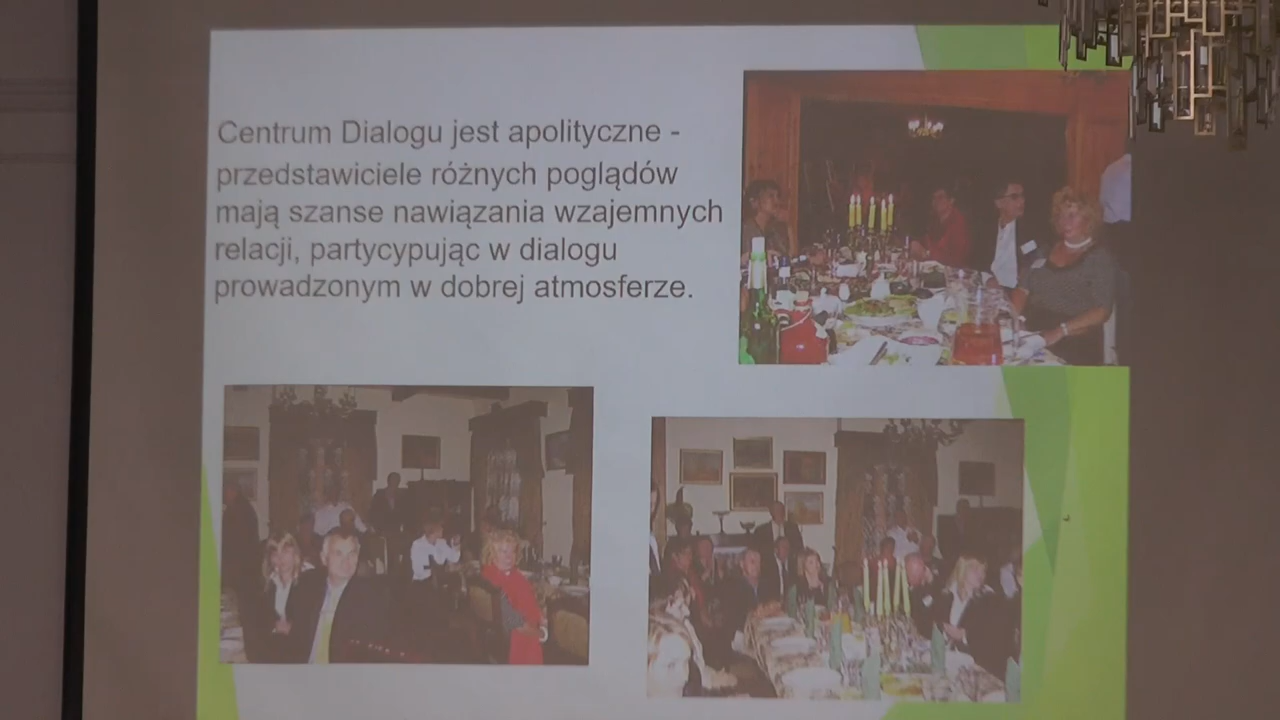 Centrum Dialogu jest apolityczne -
przedstawiciele różnych poglądów
mają szanse nawiązania wzajemnych
relacji, partycypując w dialogu
prowadzonym w dobrej atmosferze.